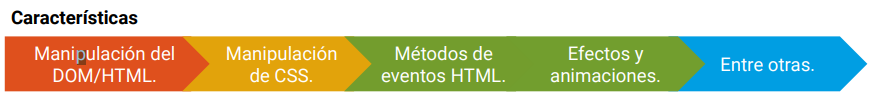 Características
Manipulación del
DOM/HTML.
Manipulación
de CSS.
Métodos de
eventos HTML.
Efectos y
animaciones.
Entre otras.